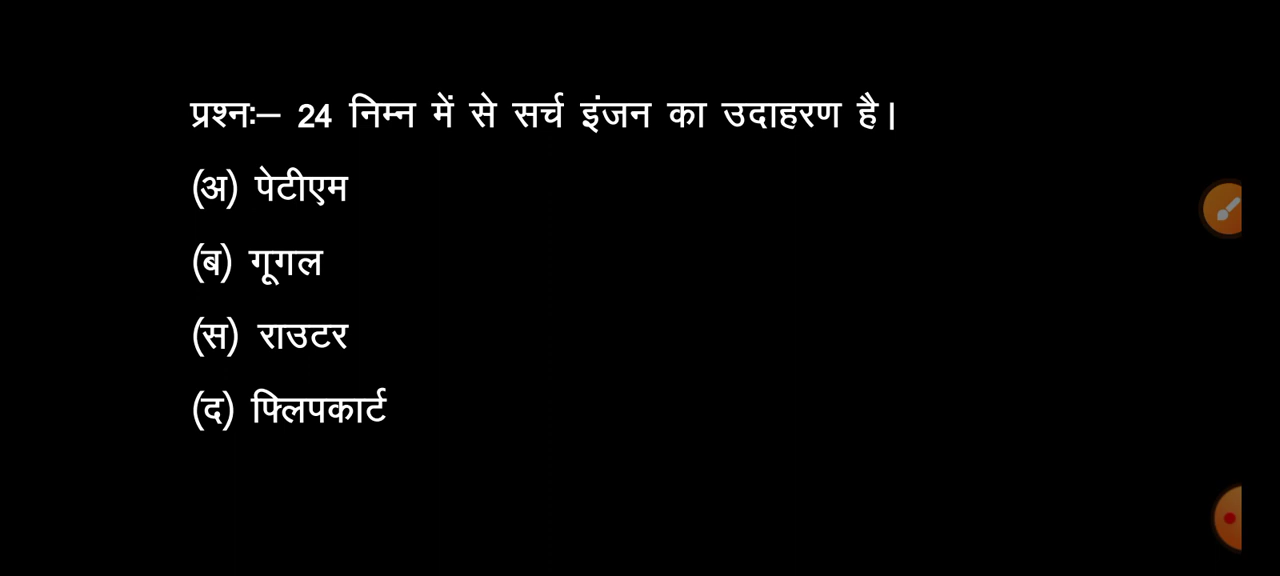 प्रश्नः– 24 निम्न में से सर्च इंजन का उदाहरण है।
(अ) पेटीएम
(ब) गूगल
(स) राउटर
(द) फ्लिपकार्ट